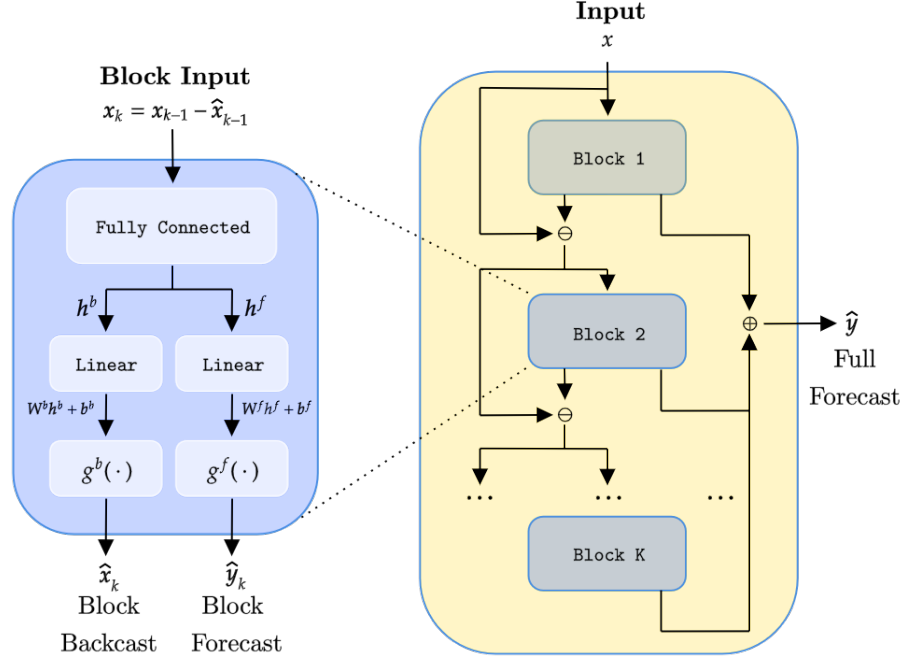 Block Input
x_k = x_{k-1} − x̂_{k-1}
Fully Connected
h^b
h^f
Linear
Linear
W^b h^b + b^b
W^f h^f + b^f
g^b(·)
g^f(·)
x̂_k
ŷ_k
Block
Block
Backcast
Forecast
Input
x
Block 1
⊖
Block 2
⊕
ŷ
Full
Forecast
⊖
... ... ...
Block K